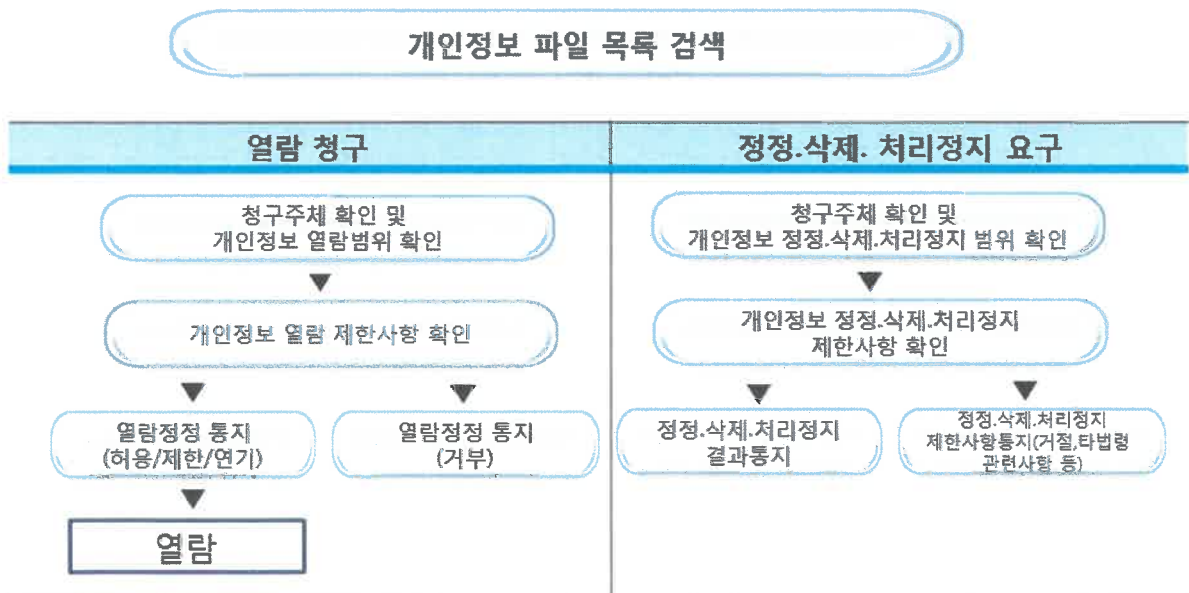 개인정보 파일 목록 검색
열람 청구
청구주체 확인 및
개인정보 열람범위 확인
개인정보 열람 제한사항 확인
열람정정 통지
(허용/제한/연기)
열람정정 통지
(거부)
열람
정정.삭제. 처리정지 요구
청구주체 확인 및
개인정보 정정.삭제.처리정지 범위 확인
개인정보 정정.삭제.처리정지
제한사항 확인
정정.삭제.처리정지
결과통지
정정.삭제.처리정지
제한사항통지(거절,타법령
관련사항 등)